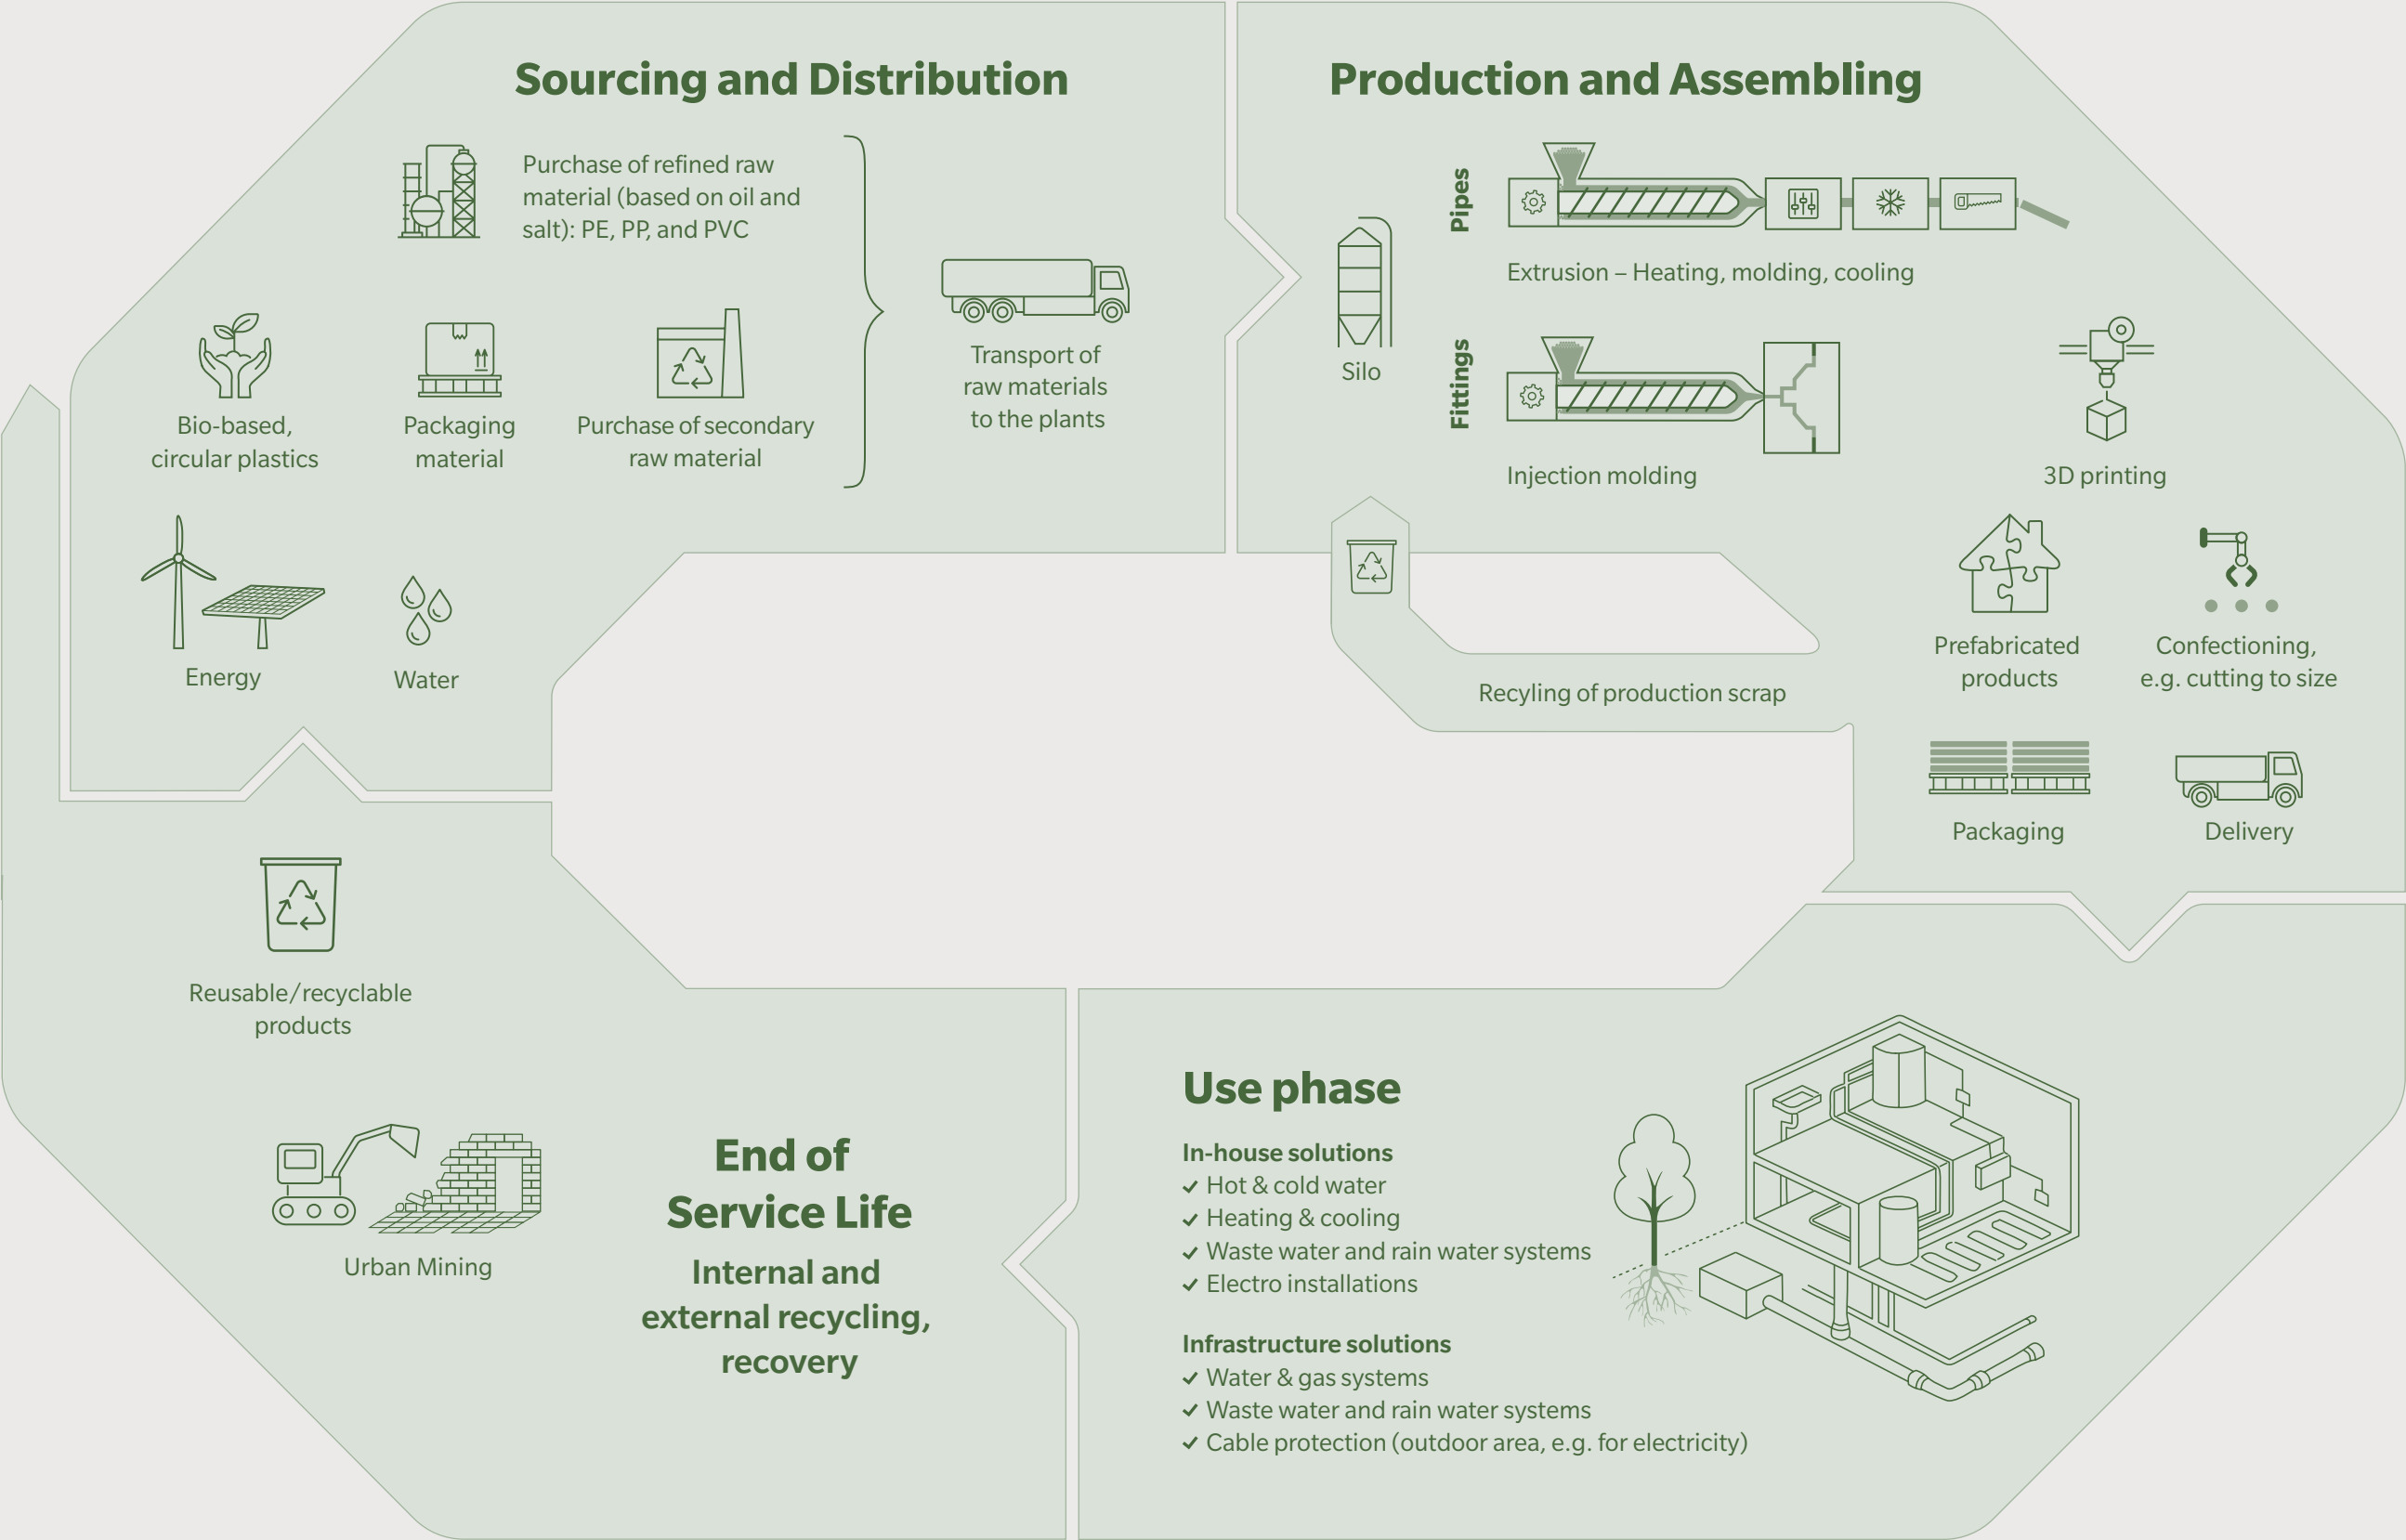 Sourcing and Distribution
Purchase of refined raw
material (based on oil and
salt): PE, PP, and PVC
Bio-based,
circular plastics
Packaging
material
Purchase of secondary
raw material
Transport of
raw materials
to the plants
Energy
Water
Production and Assembling
Silo
Pipes
Extrusion – Heating, molding, cooling
Fittings
Injection molding
3D printing
Recyling of production scrap
Prefabricated
products
Confectioning,
e.g. cutting to size
Packaging
Delivery
Use phase
In-house solutions
Hot & cold water
Heating & cooling
Waste water and rain water systems
Electro installations
Infrastructure solutions
Water & gas systems
Waste water and rain water systems
Cable protection (outdoor area, e.g. for electricity)
End of
Service Life
Internal and
external recycling,
recovery
Reusable/recyclable
products
Urban Mining